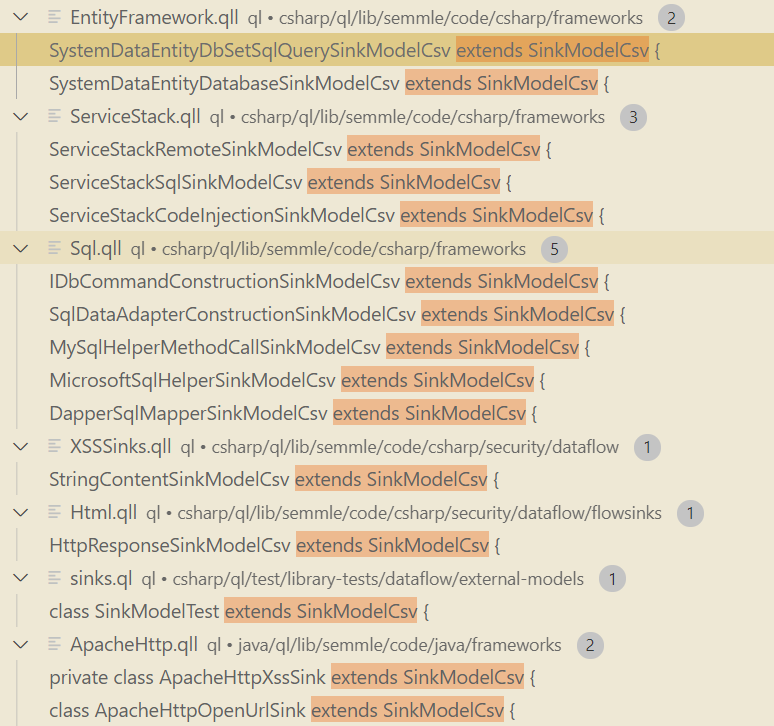 EntityFramework.qll ql • csharp/ql/lib/semmle/code/csharp/frameworks 2
SystemDataEntityDbSetSqlQuerySinkModelCsv extends SinkModelCsv {
SystemDataEntityDatabaseSinkModelCsv extends SinkModelCsv {
ServiceStack.qll ql • csharp/ql/lib/semmle/code/csharp/frameworks 3
ServiceStackRemoteSinkModelCsv extends SinkModelCsv {
ServiceStackSqlSinkModelCsv extends SinkModelCsv {
ServiceStackCodeInjectionSinkModelCsv extends SinkModelCsv {
Sql.qll ql • csharp/ql/lib/semmle/code/csharp/frameworks 5
IDbCommandConstructionSinkModelCsv extends SinkModelCsv {
SqlDataAdapterConstructionSinkModelCsv extends SinkModelCsv {
MySqlHelperMethodCallSinkModelCsv extends SinkModelCsv {
MicrosoftSqlHelperSinkModelCsv extends SinkModelCsv {
DapperSqlMapperSinkModelCsv extends SinkModelCsv {
XSSSinks.qll ql • csharp/ql/lib/semmle/code/csharp/security/dataflow 1
StringContentSinkModelCsv extends SinkModelCsv {
Html.qll ql • csharp/ql/lib/semmle/code/csharp/security/dataflow/flowsinks 1
HttpResponseSinkModelCsv extends SinkModelCsv {
sinks.ql ql • csharp/ql/test/library-tests/dataflow/external-models 1
class SinkModelTest extends SinkModelCsv {
ApacheHttp.qll ql • java/ql/lib/semmle/code/java/frameworks 2
private class ApacheHttpXssSink extends SinkModelCsv {
class ApacheHttpOpenUrlSink extends SinkModelCsv {